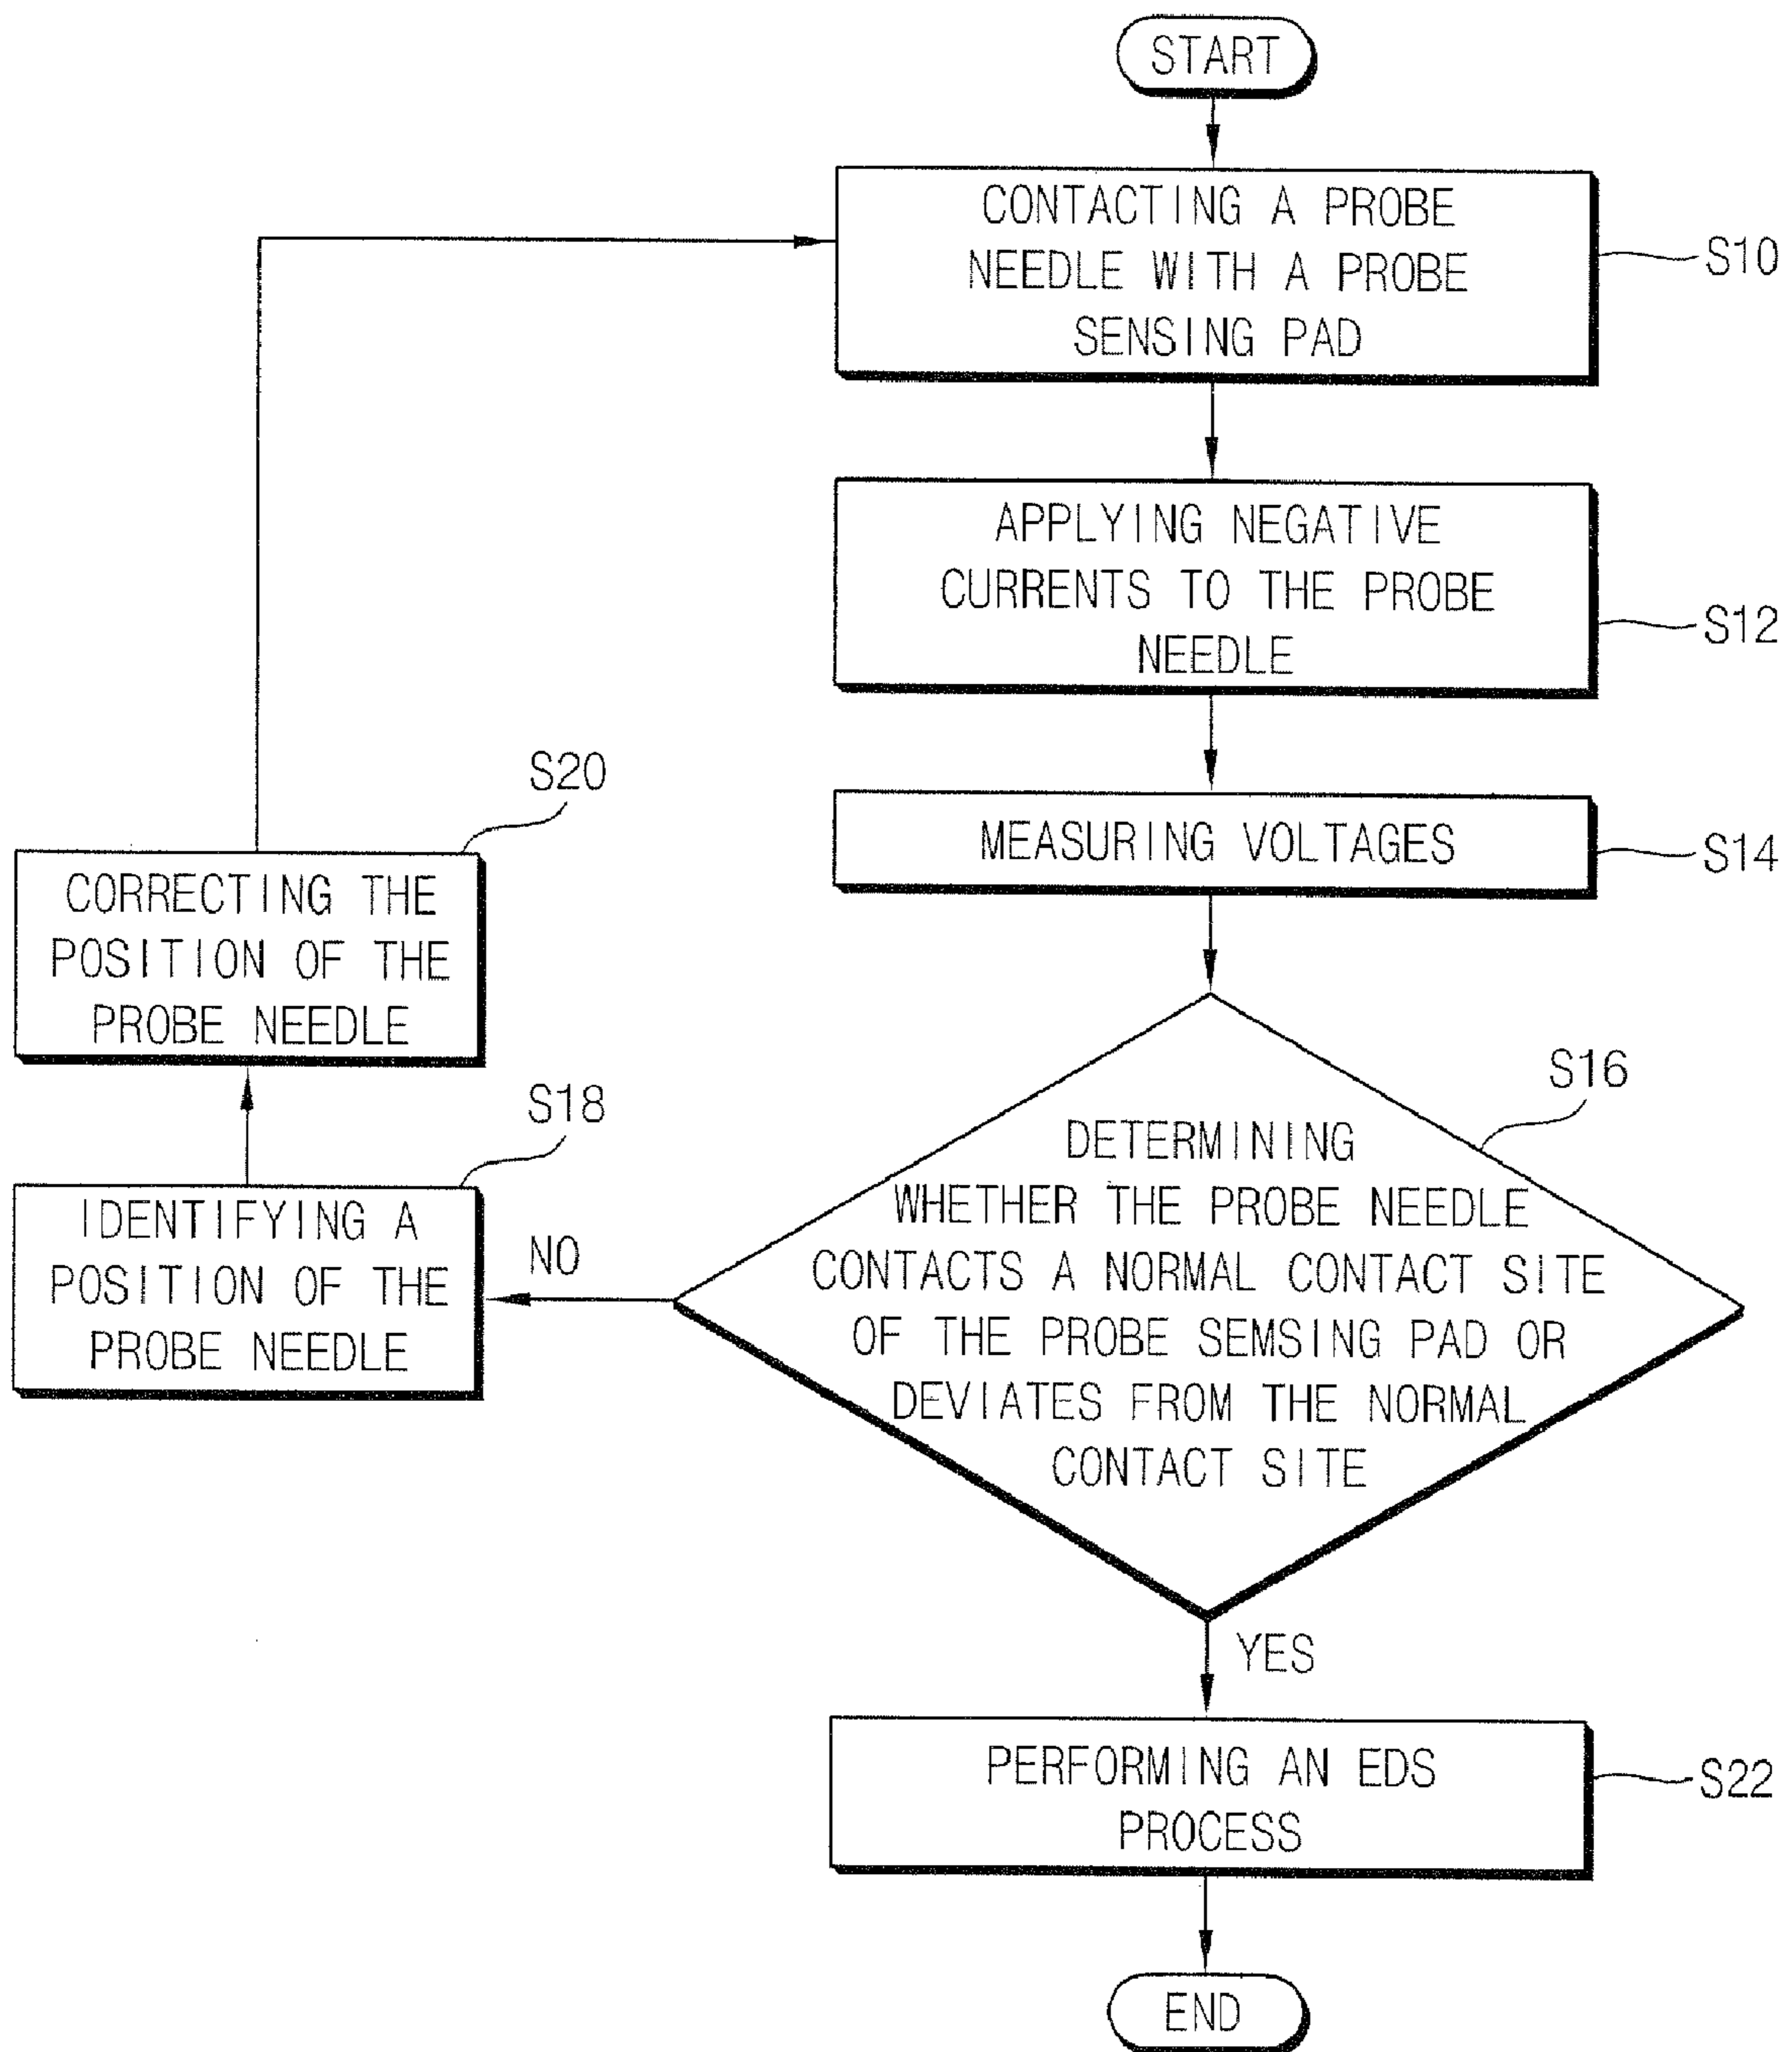 START
CONTACTING A PROBE
NEEDLE WITH A PROBE
SENSING PAD
S10
APPLYING NEGATIVE
CURRENTS TO THE PROBE
NEEDLE
S12
MEASURING VOLTAGES
S14
DETERMINING
WHETHER THE PROBE NEEDLE
CONTACTS A NORMAL CONTACT SITE
OF THE PROBE SEMSING PAD OR
DEVIATES FROM THE NORMAL
CONTACT SITE
S16
NO
S18
IDENTIFYING A
POSITION OF THE
PROBE NEEDLE
S20
CORRECTING THE
POSITION OF THE
PROBE NEEDLE
YES
PERFORMING AN EDS
PROCESS
S22
END